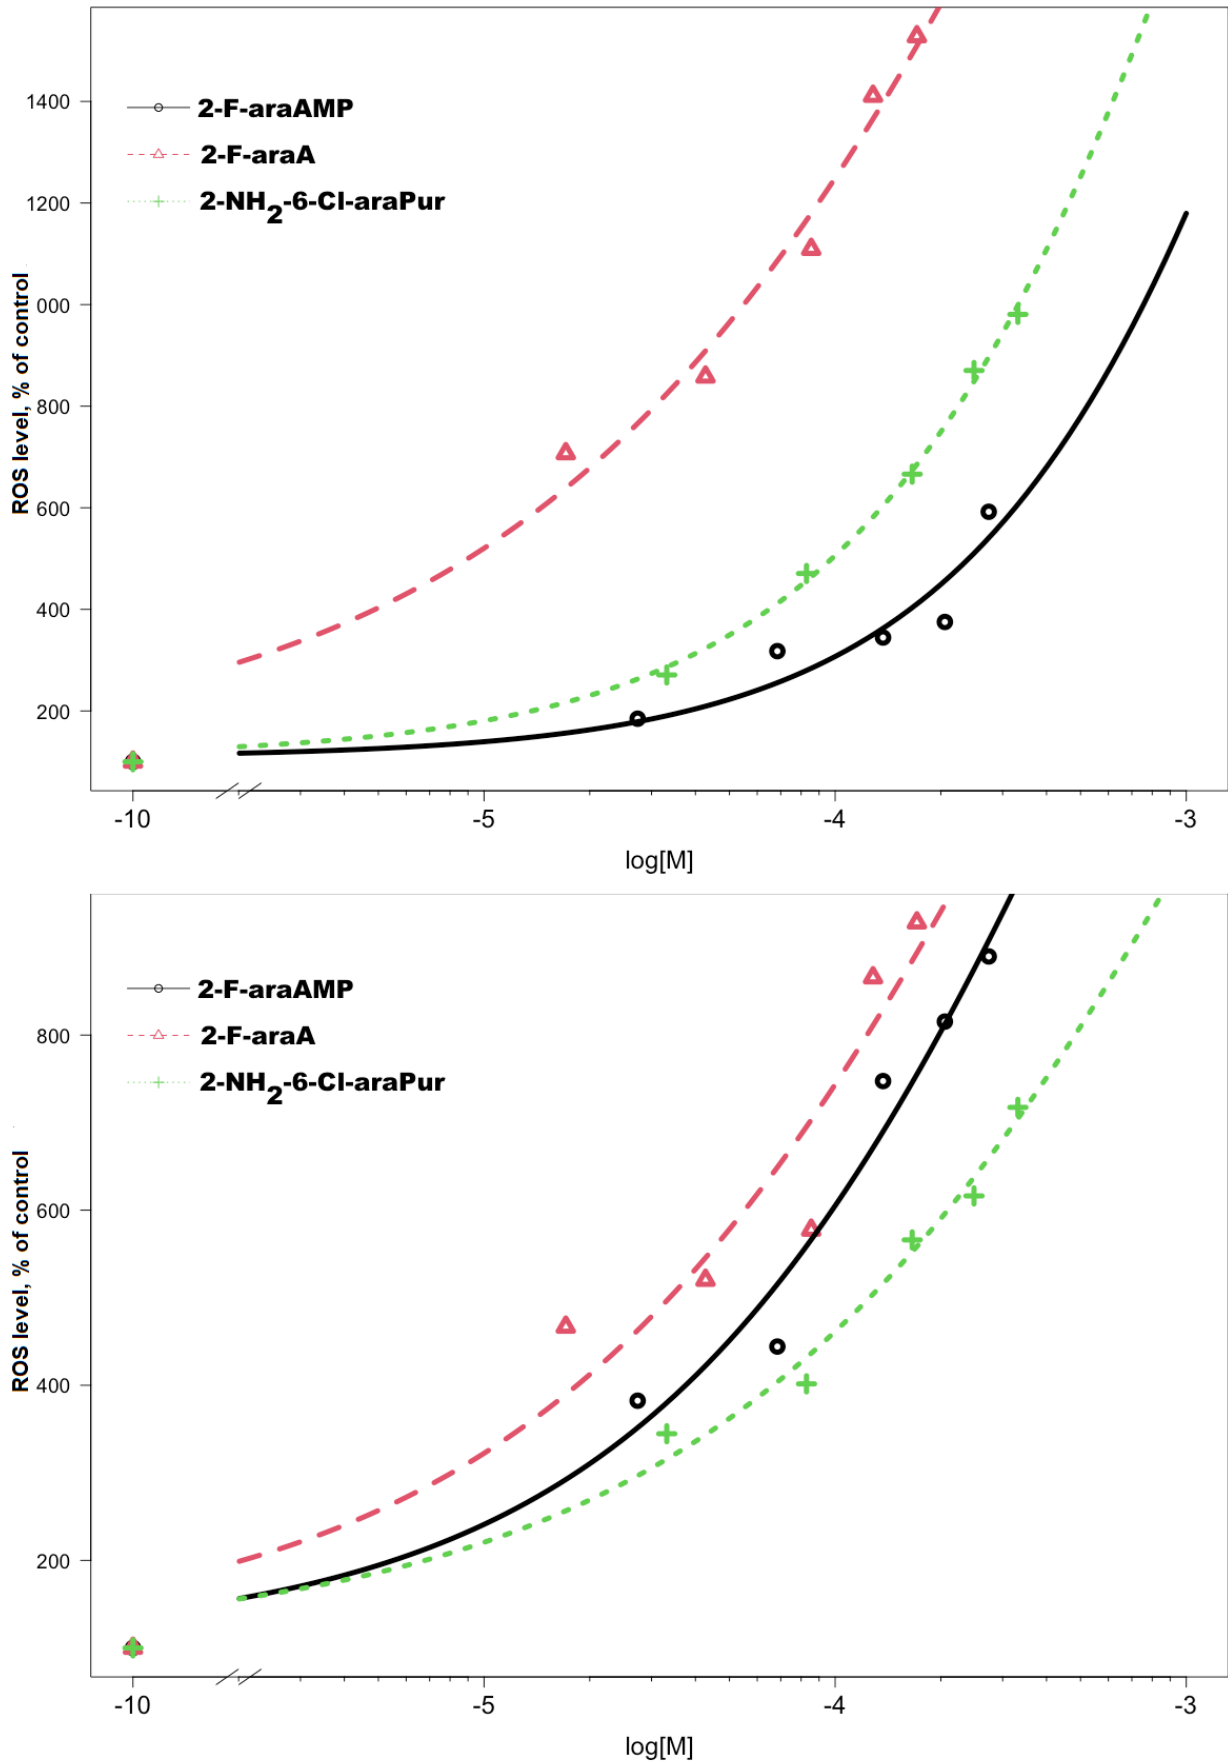 1400
1200
000
800
600
400
200
ROS level, % of control
2-F-araAMP
2-F-araA
2-NH2-6-Cl-araPur
-10
-5
-4
-3
log[M]
800
600
400
200
ROS level, % of control
2-F-araAMP
2-F-araA
2-NH2-6-Cl-araPur
-10
-5
-4
-3
log[M]